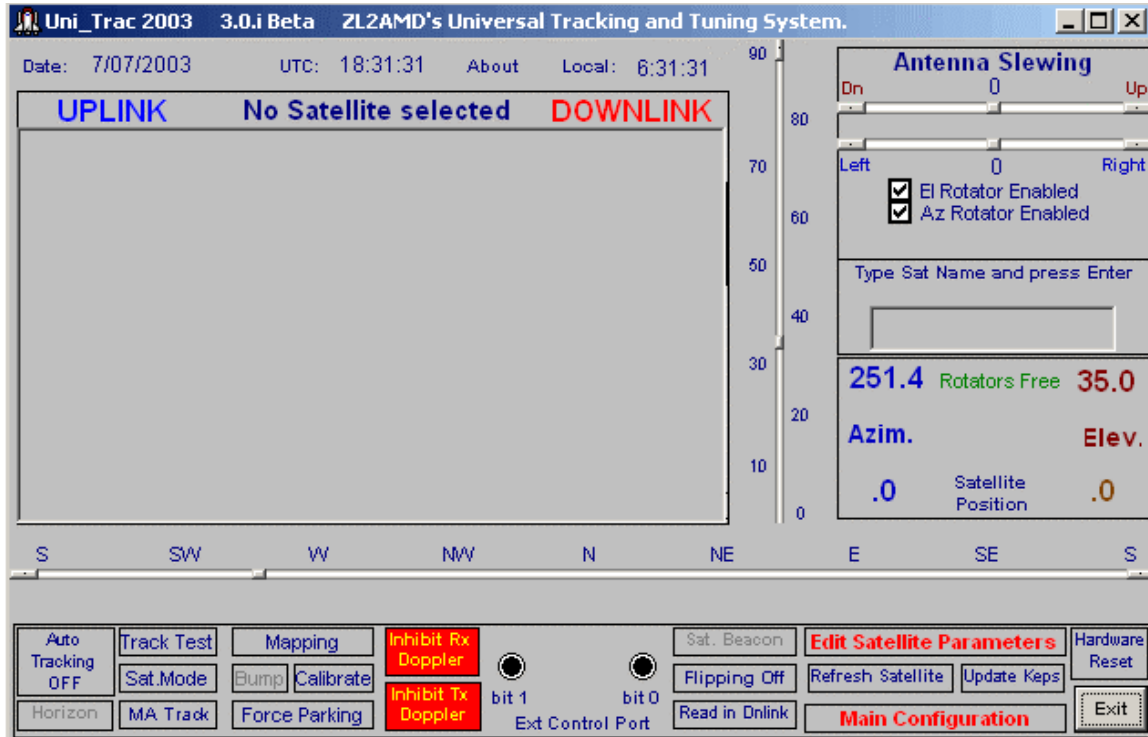 Uni_Trac 2003 3.0.i Beta ZL2AMD's Universal Tracking and Tuning System.
Date: 7/07/2003 UTC: 18:31:31 About Local: 6:31:31
UPLINK No Satellite selected DOWNLINK
90
80
70
60
50
40
30
20
10
0
Antenna Slewing
Dn 0 Up
Left 0 Right
El Rotator Enabled
Az Rotator Enabled
Type Sat Name and press Enter
251.4 Rotators Free 35.0
Azim. Elev.
.0 Satellite Position .0
S SW W NW N NE E SE S
Auto Tracking OFF
Horizon
Track Test
Sat.Mode
MA Track
Mapping
Bump Calibrate
Force Parking
Inhibit Rx Doppler
Inhibit Tx Doppler
bit 1 bit 0
Ext Control Port
Sat. Beacon
Flipping Off
Read in Dnlink
Edit Satellite Parameters
Refresh Satellite Update Keps
Main Configuration
Hardware Reset
Exit